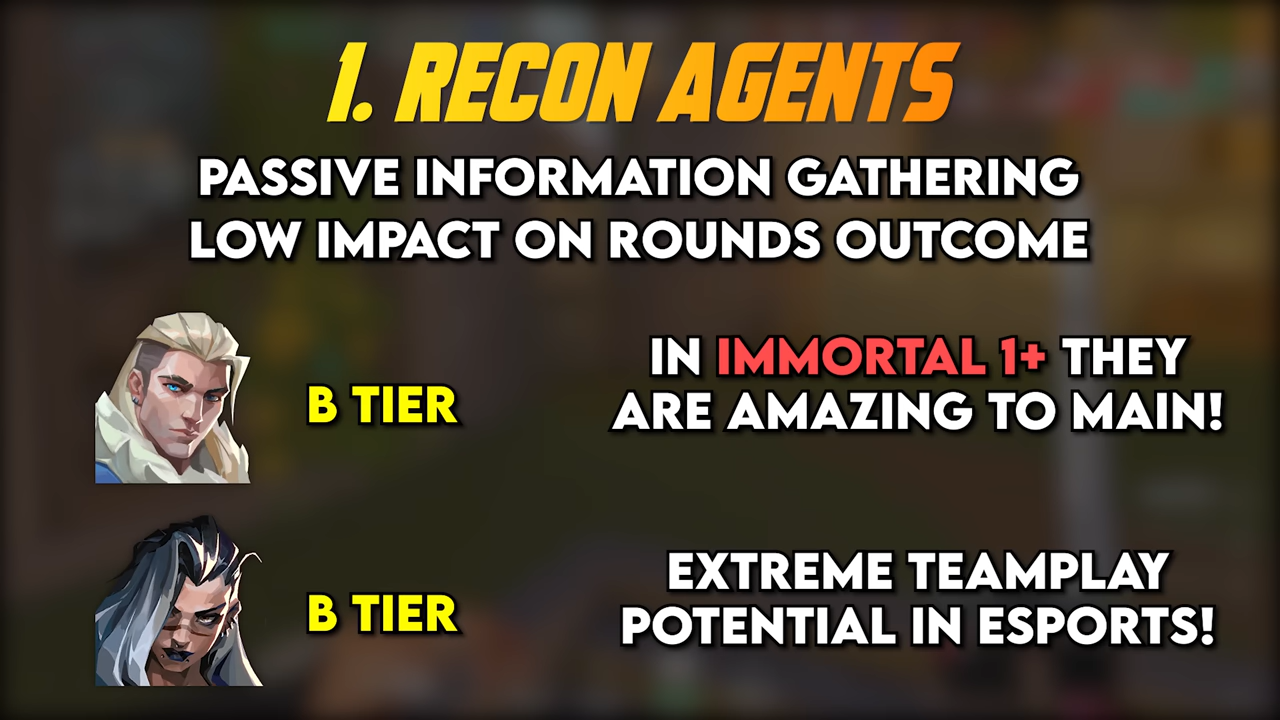 1. RECON AGENTS
PASSIVE INFORMATION GATHERING
LOW IMPACT ON ROUNDS OUTCOME
B TIER
IN IMMORTAL 1+ THEY
ARE AMAZING TO MAIN!
B TIER
EXTREME TEAMPLAY
POTENTIAL IN ESPORTS!